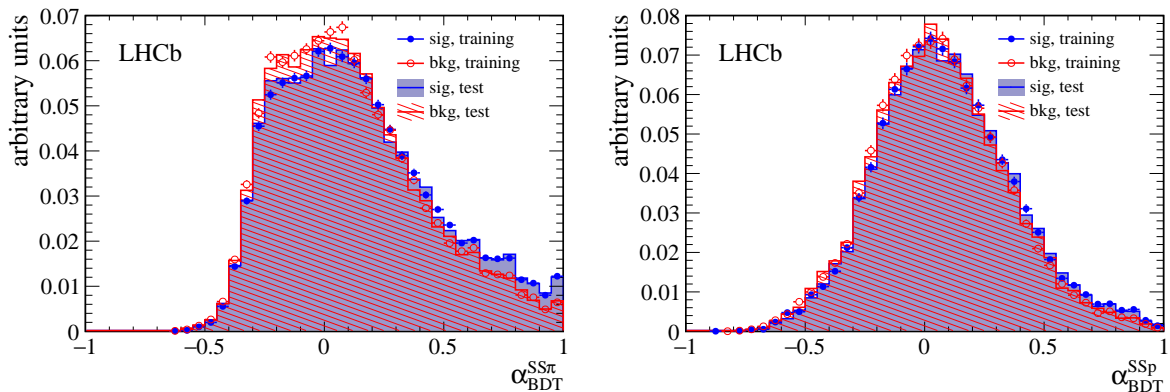 arbitrary units
0.07
0.06
0.05
0.04
0.03
0.02
0.01
0
LHCb
sig, training
bkg, training
sig, test
bkg, test
−1 −0.5 0 0.5 1
α_BDT^SSπ
arbitrary units
0.08
0.07
0.06
0.05
0.04
0.03
0.02
0.01
0
LHCb
sig, training
bkg, training
sig, test
bkg, test
−1 −0.5 0 0.5 1
α_BDT^SSp